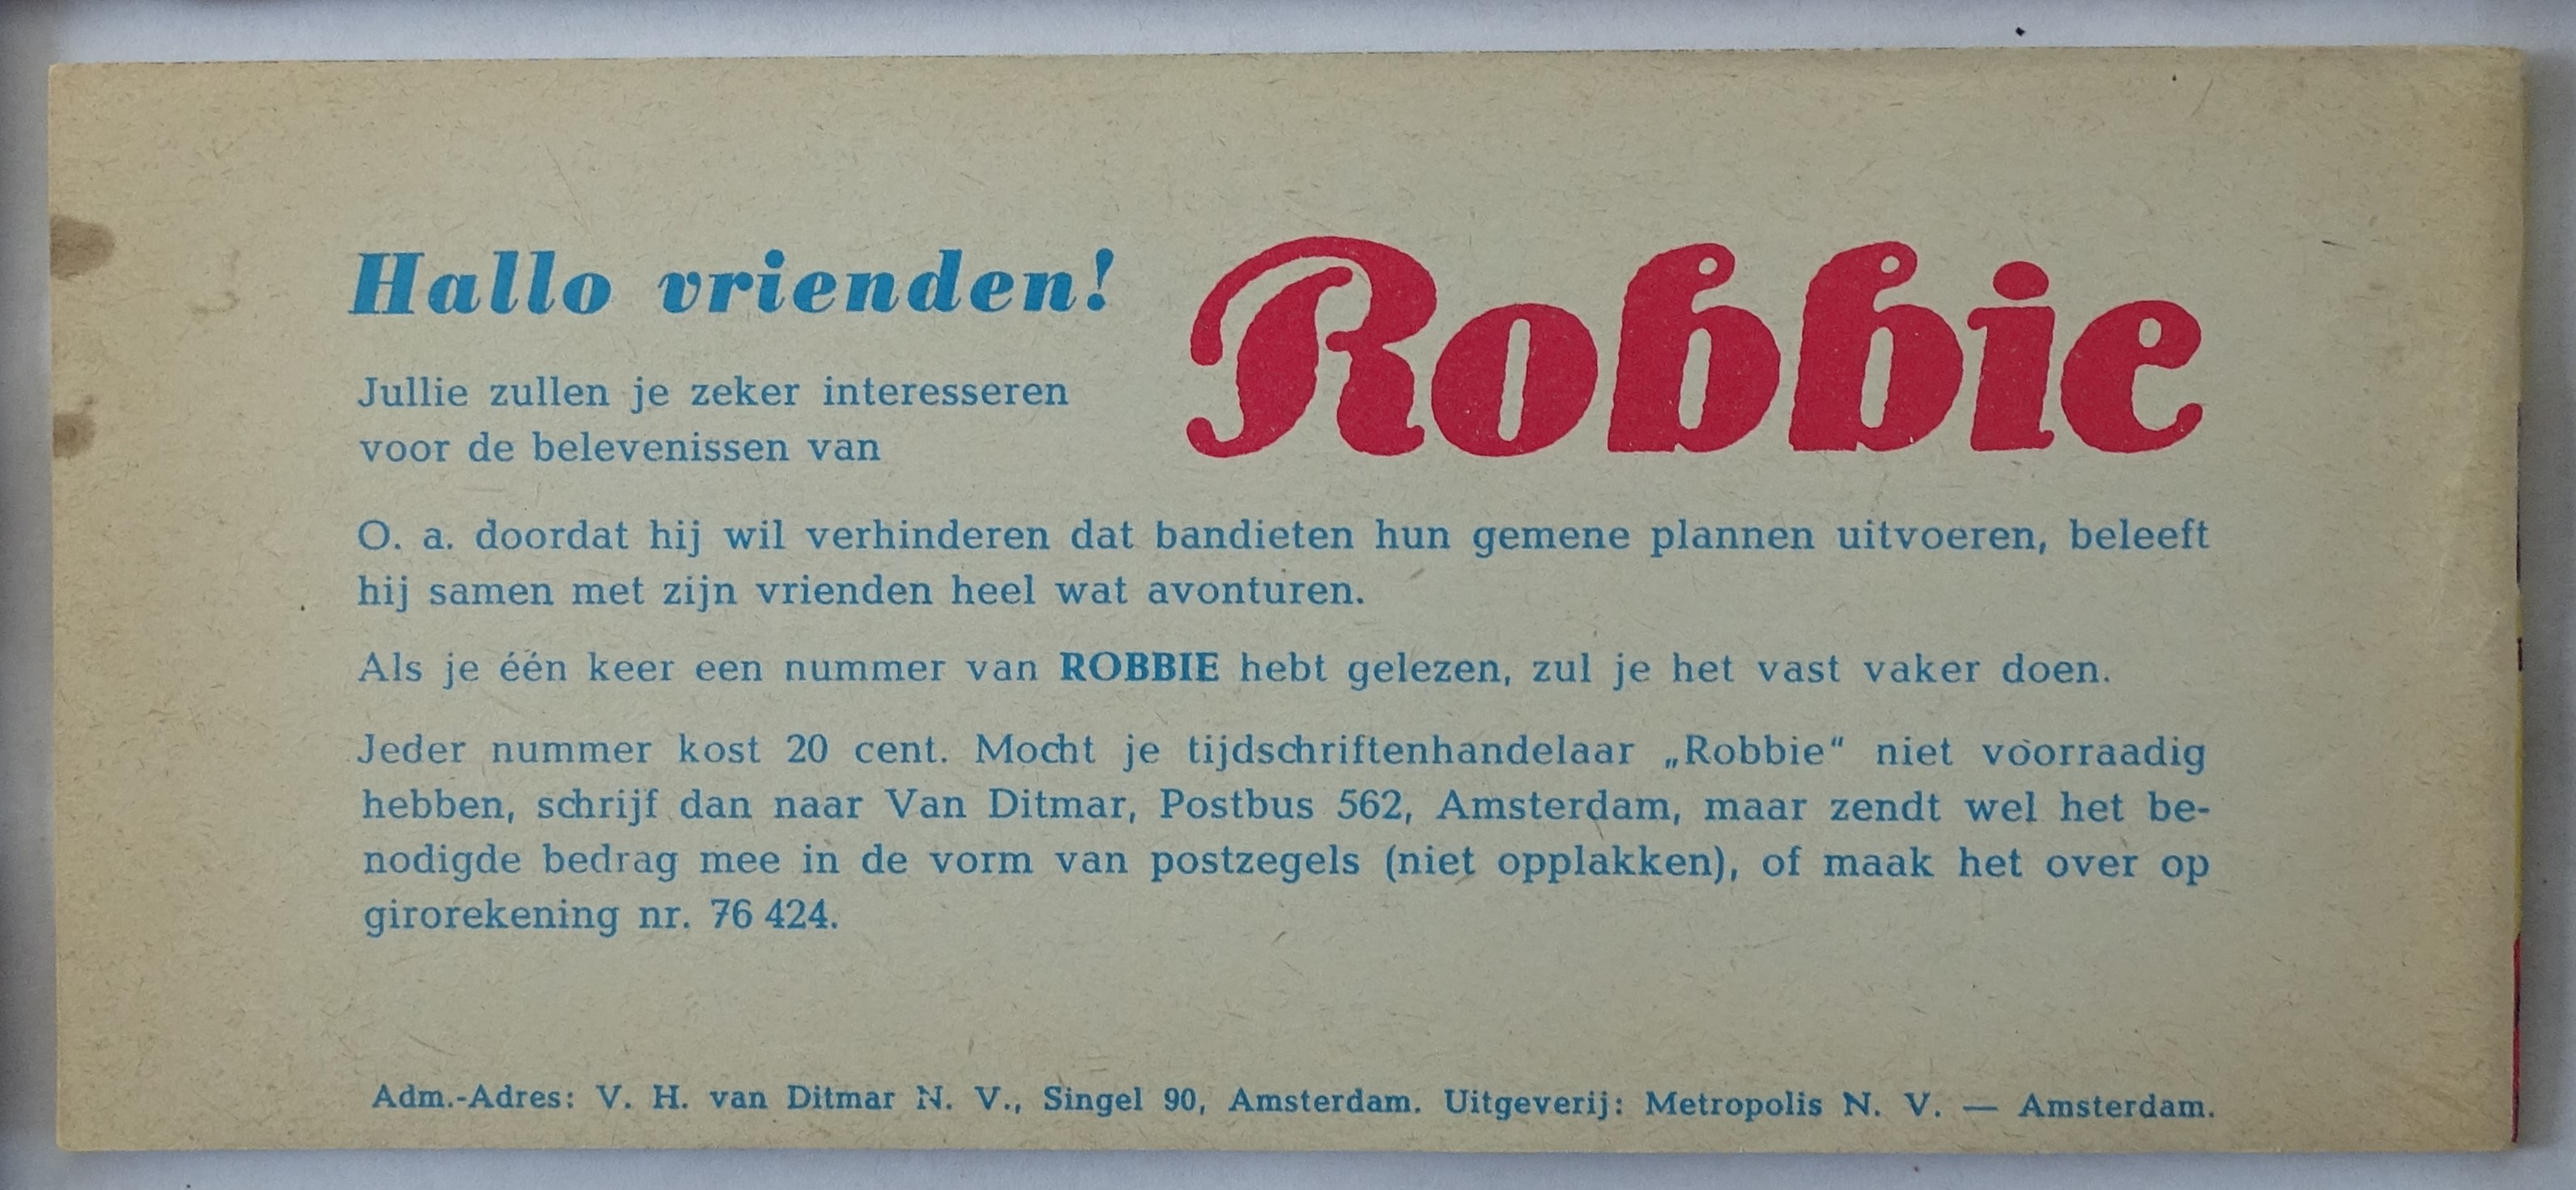 Hallo vrienden!
Jullie zullen je zeker interesseren
voor de belevenissen van
Robbie
O. a. doordat hij wil verhinderen dat bandieten hun gemene plannen uitvoeren, beleeft
hij samen met zijn vrienden heel wat avonturen.
Als je één keer een nummer van ROBBIE hebt gelezen, zul je het vast vaker doen.
Jeder nummer kost 20 cent. Mocht je tijdschriftenhandelaar „Robbie“ niet voorraadig
hebben, schrijf dan naar Van Ditmar, Postbus 562, Amsterdam, maar zendt wel het be-
nodigde bedrag mee in de vorm van postzegels (niet opplakken), of maak het over op
girorekening nr. 76 424.
Adm.-Adres: V. H. van Ditmar N. V., Singel 90, Amsterdam. Uitgeverij: Metropolis N. V. — Amsterdam.